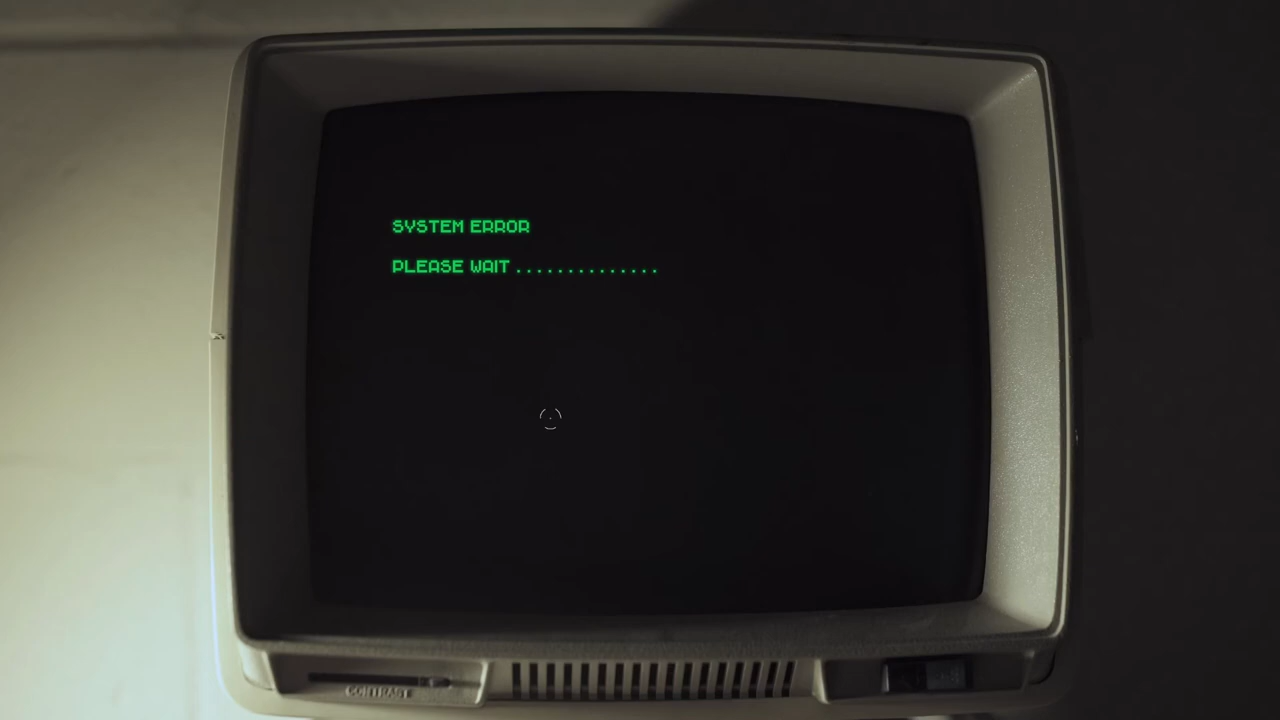 SYSTEM ERROR
PLEASE WAIT..............
CONTRAST